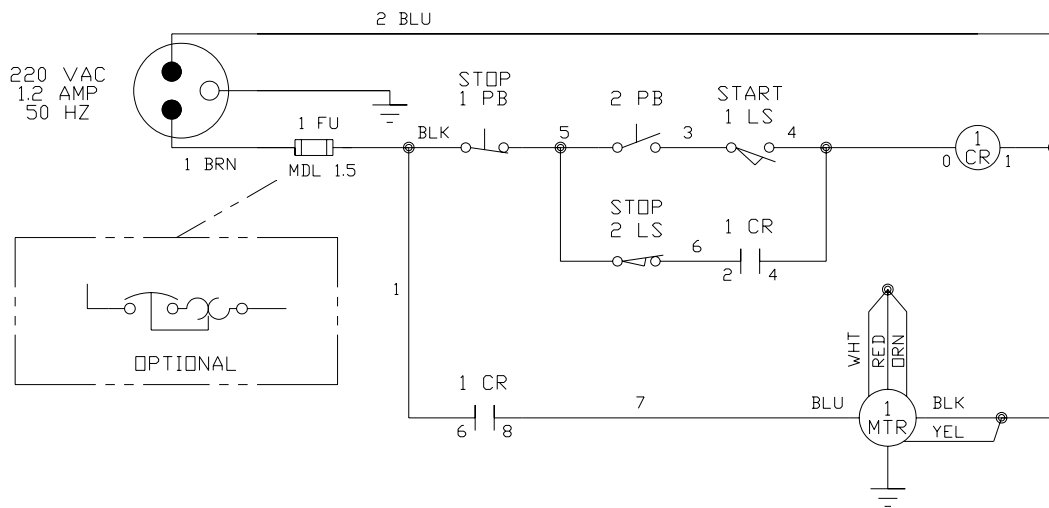 2 BLU
220 VAC
1.2 AMP
50 HZ
STOP
1 PB
2 PB
START
1 LS
1 FU
BLK
5
3
4
1 BRN
MDL 1.5
0
1
CR
1
STOP
2 LS
1 CR
6
2
4
1
OPTIONAL
WHT
RED
ORN
1 CR
7
BLU
1
MTR
BLK
YEL
6
8